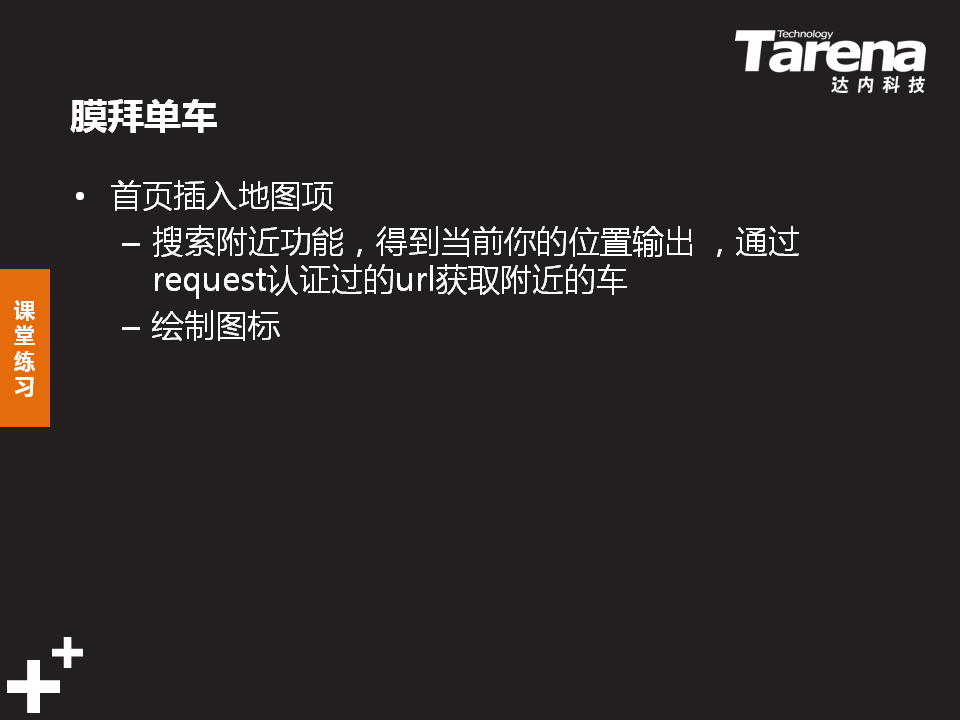 Technology
Tarena
达内科技
膜拜单车
• 首页插入地图项
– 搜索附近功能，得到当前你的位置输出 ，通过
request认证过的url获取附近的车
– 绘制图标
课
堂
练
习